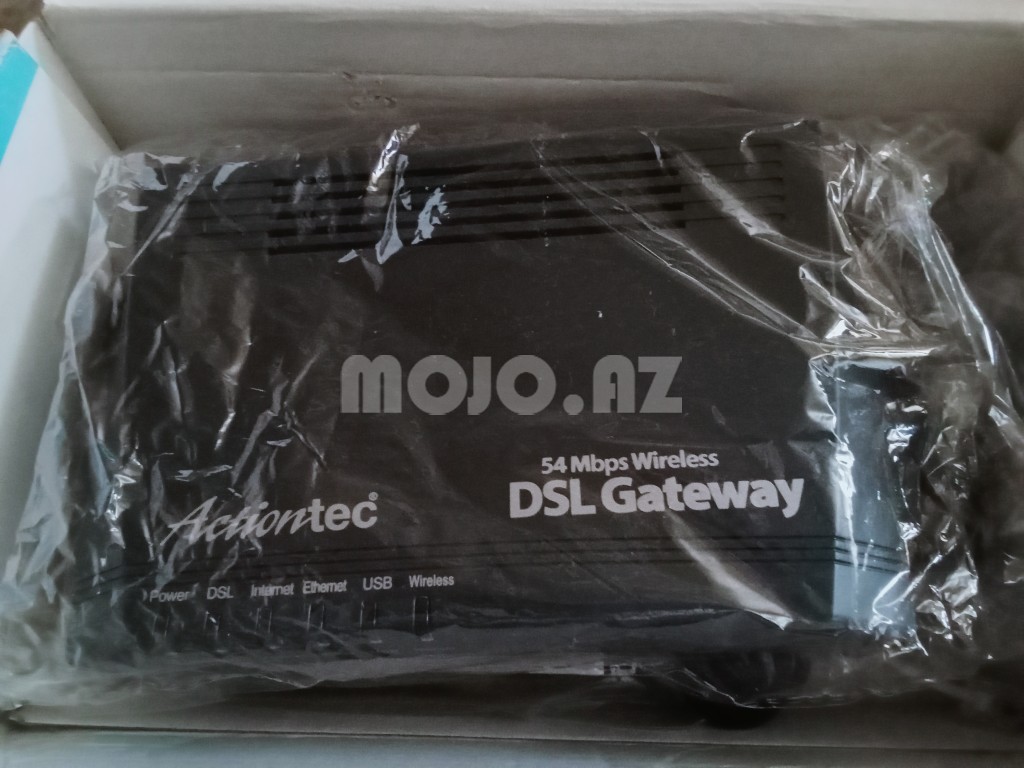 MOJO.AZ
54 Mbps Wireless
DSL Gateway
Actiontec
Power DSL Internet Ethernet USB Wireless